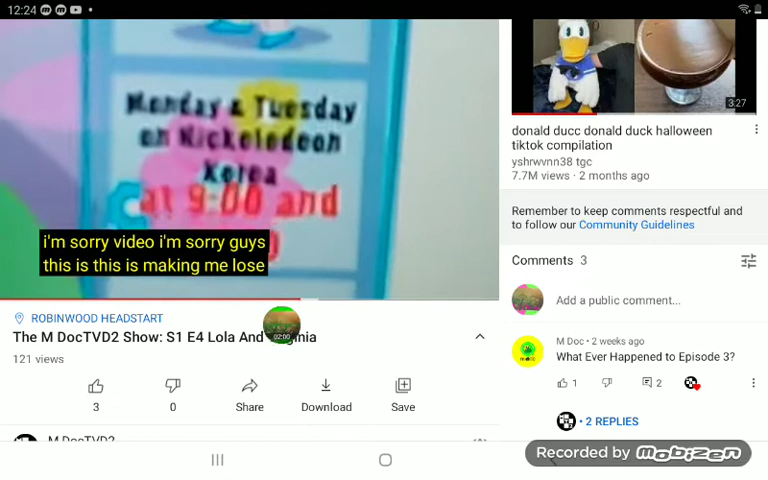 12:24
Monday & Tuesday
on Nickelodeon
Korea
at 9:00 and
i'm sorry video i'm sorry guys
this is this is making me lose
ROBINWOOD HEADSTART
02:00
The M DocTVD2 Show: S1 E4 Lola And
121 views
3
0
Share
Download
Save
M DocTVD2
3:27
donald ducc donald duck halloween
tiktok compilation
yshrwvnn38 tgc
7.7M views · 2 months ago
Remember to keep comments respectful and
to follow our Community Guidelines
Comments 3
Add a public comment...
M Doc • 2 weeks ago
What Ever Happened to Episode 3?
1
2
• 2 REPLIES
Recorded by mobizen